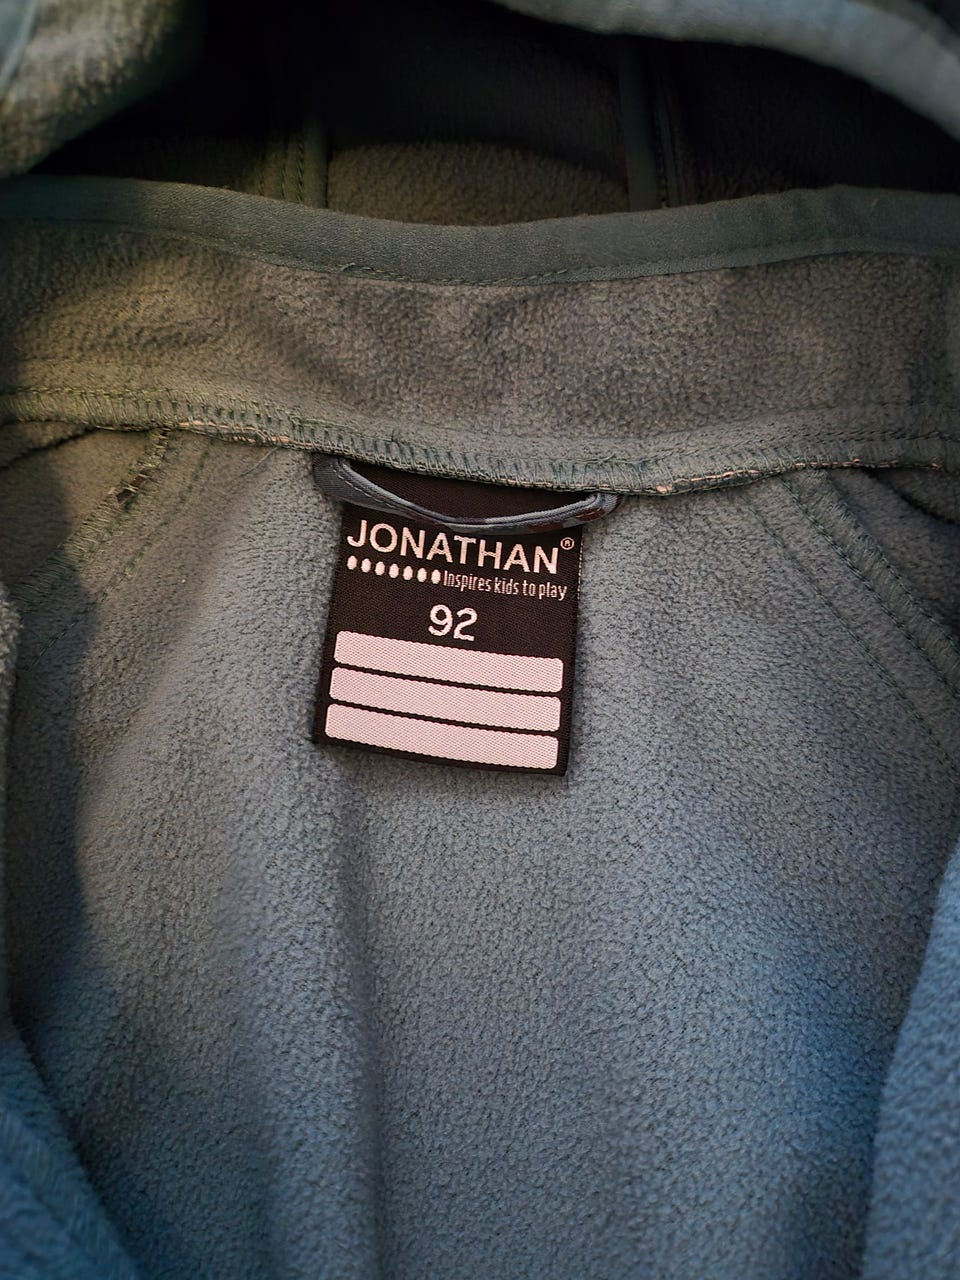 JONATHAN®
Inspires kids to play
92